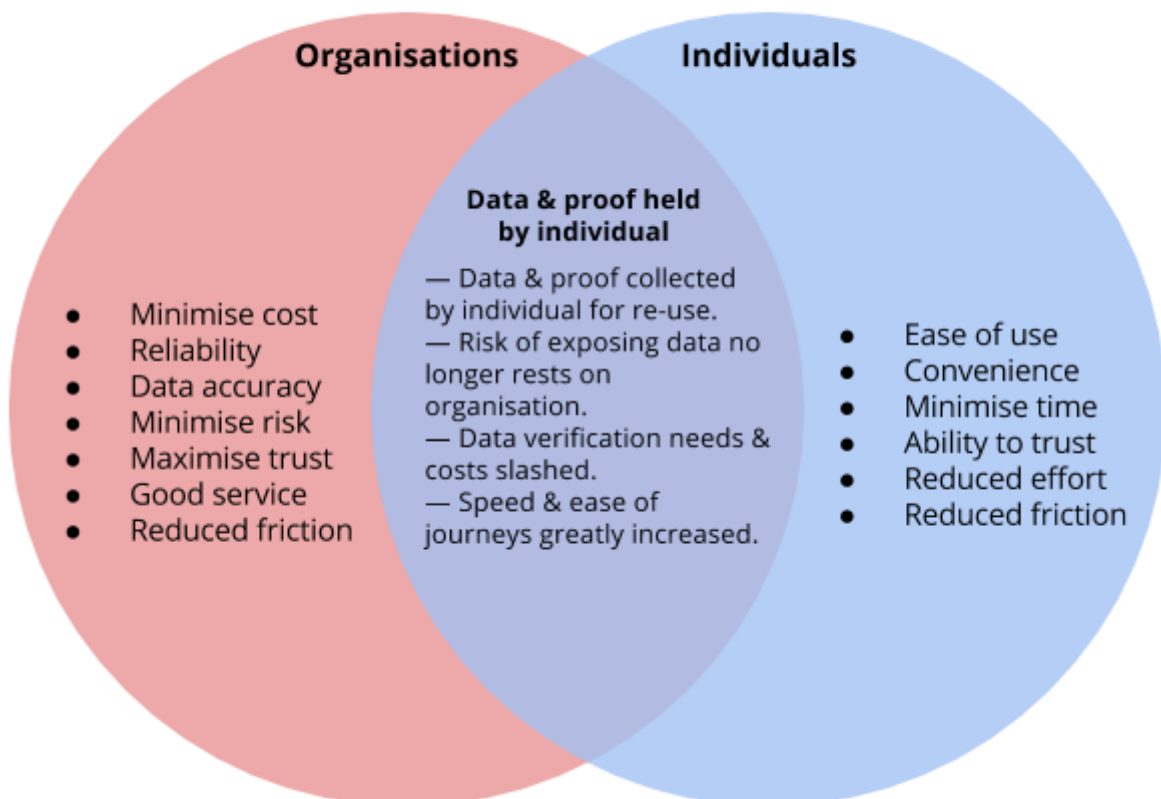 Organisations
Individuals
Data & proof held
by individual
— Data & proof collected
by individual for re-use.
— Risk of exposing data no
longer rests on
organisation.
— Data verification needs &
costs slashed.
— Speed & ease of
journeys greatly increased.
● Minimise cost
● Reliability
● Data accuracy
● Minimise risk
● Maximise trust
● Good service
● Reduced friction
● Ease of use
● Convenience
● Minimise time
● Ability to trust
● Reduced effort
● Reduced friction